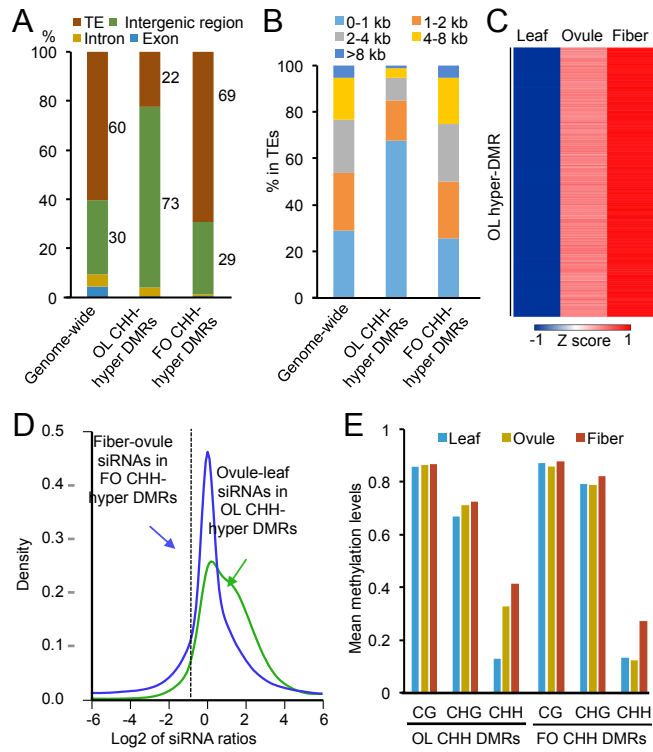 A
%
TE
Intergenic region
Intron
Exon
100
80
60
40
20
0
60
30
22
73
69
29
Genome-wide
OL CHH-
hyper DMRs
FO CHH-
hyper DMRs
B
0-1 kb
1-2 kb
2-4 kb
4-8 kb
>8 kb
% in TEs
100
80
60
40
20
0
Genome-wide
OL CHH-
hyper DMRs
FO CHH-
hyper DMRs
C
Leaf Ovule Fiber
OL hyper-DMR
-1 Z score 1
D
Fiber-ovule
siRNAs in
FO CHH-
hyper DMRs
Ovule-leaf
siRNAs in
OL CHH-
hyper DMRs
Density
0.5
0.4
0.3
0.2
0.1
0.0
-6 -4 -2 0 2 4 6
Log2 of siRNA ratios
E
Leaf Ovule Fiber
Mean methylation levels
1
0.8
0.6
0.4
0.2
0
CG CHG CHH CG CHG CHH
OL CHH DMRs FO CHH DMRs